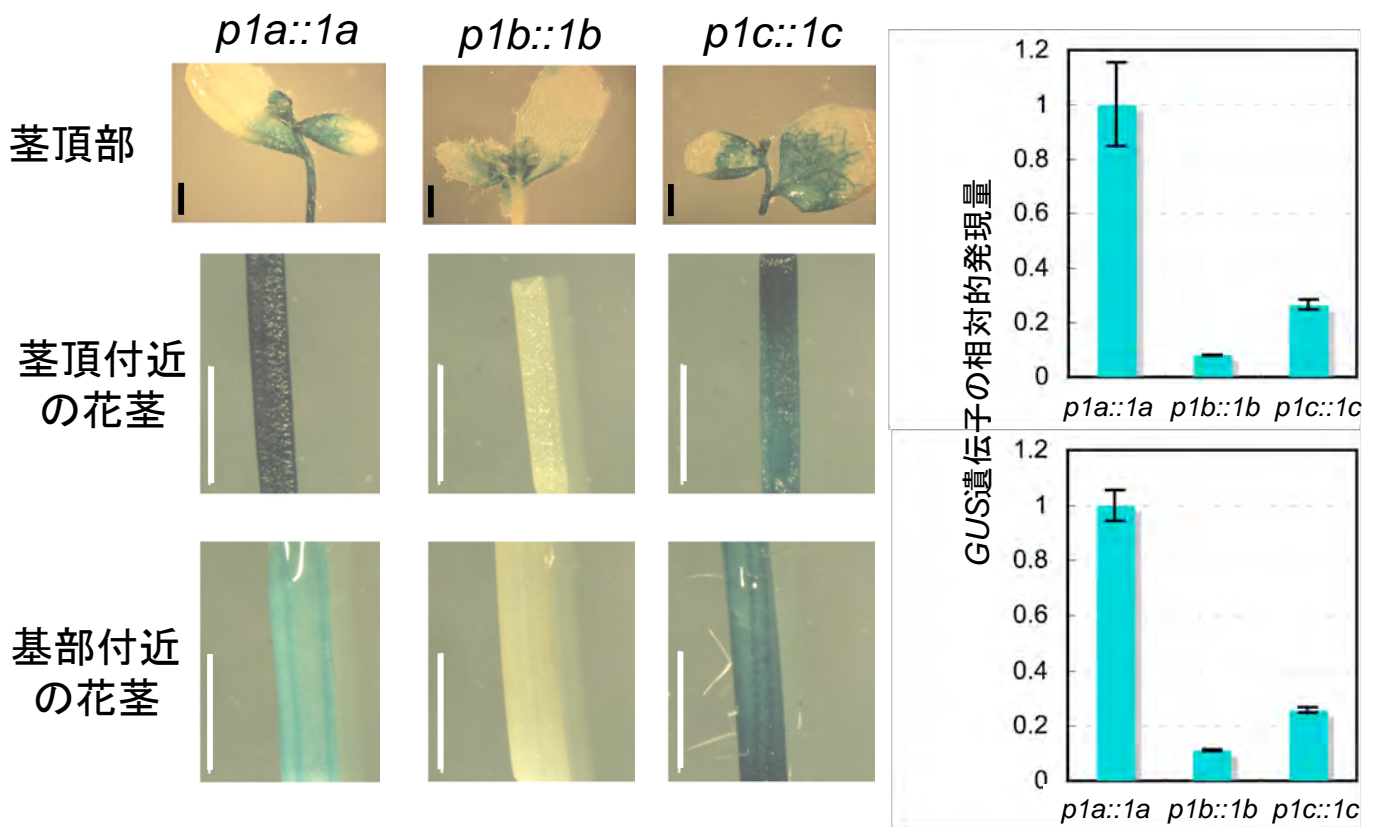 p1a::1a
p1b::1b
p1c::1c
茎頂部
茎頂付近
の花茎
基部付近
の花茎
GUS遺伝子の相対的発現量
1.2
1
0.8
0.6
0.4
0.2
0
p1a::1a
p1b::1b
p1c::1c
1.2
1
0.8
0.6
0.4
0.2
0
p1a::1a
p1b::1b
p1c::1c